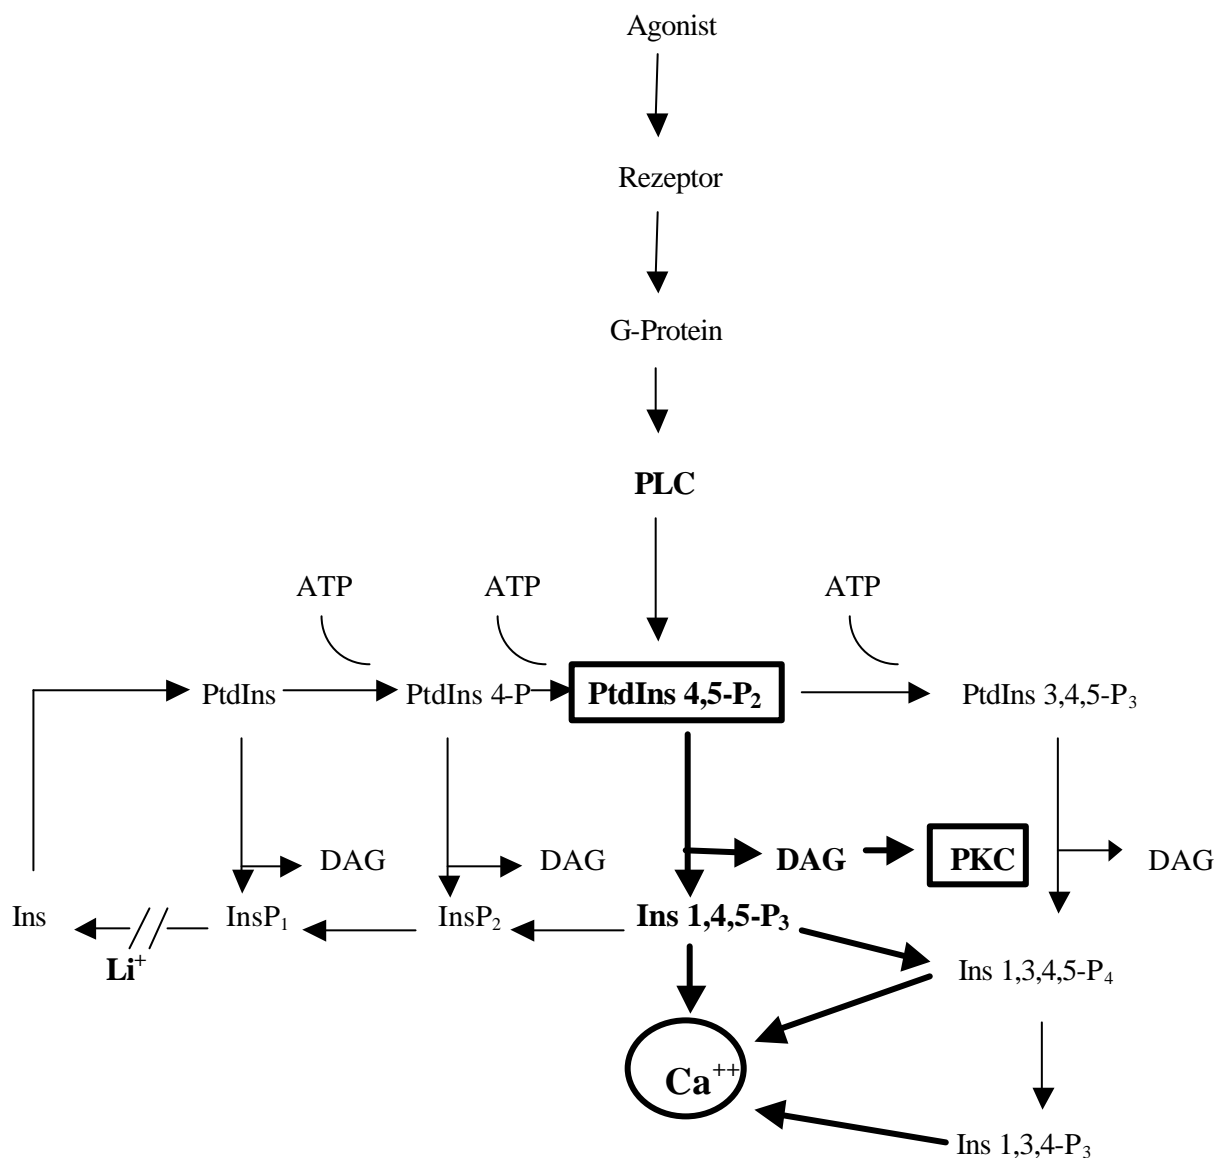 Agonist
Rezeptor
G-Protein
PLC
ATP ATP ATP
PtdIns PtdIns 4-P PtdIns 4,5-P₂ PtdIns 3,4,5-P₃
DAG DAG DAG PKC DAG
Ins InsP₁ InsP₂ Ins 1,4,5-P₃
Li⁺ Ins 1,3,4,5-P₄
Ca⁺⁺
Ins 1,3,4-P₃